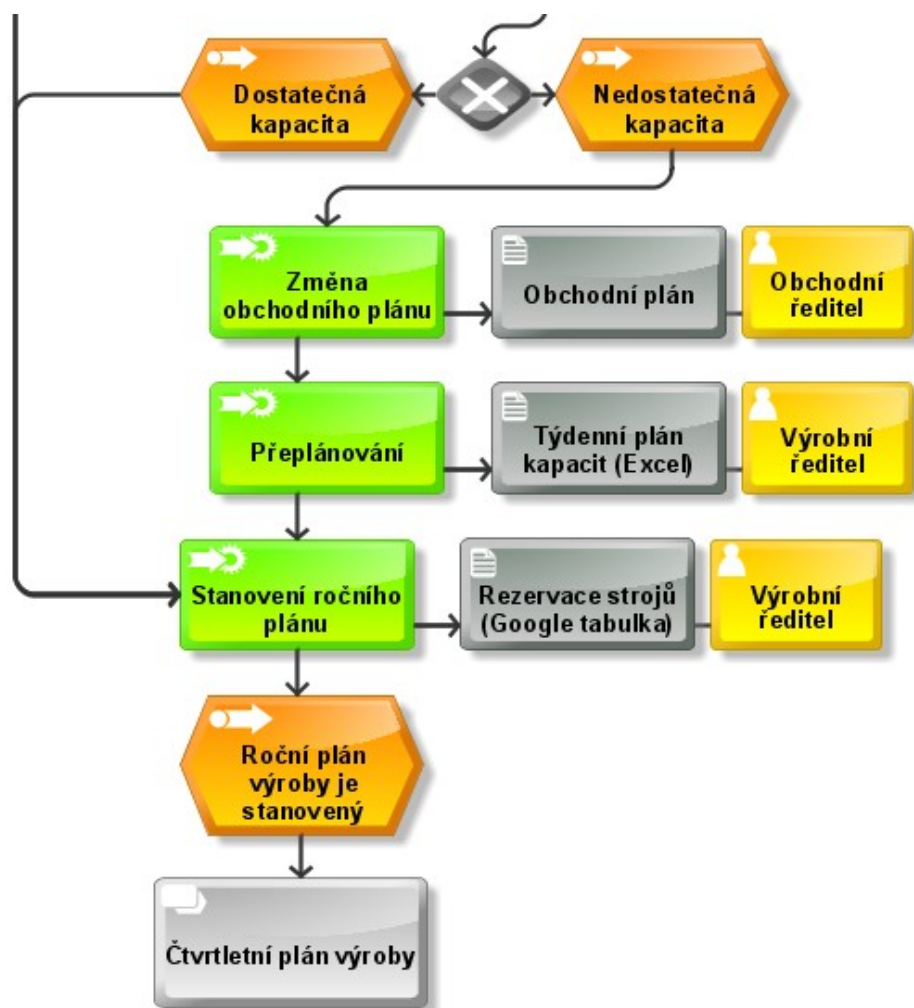 Dostatečná
kapacita
Nedostatečná
kapacita
Změna
obchodního plánu
Obchodní plán
Obchodní
ředitel
Přeplánování
Týdenní plán
kapacit (Excel)
Výrobní
ředitel
Stanovení ročního
plánu
Rezervace strojů
(Google tabulka)
Výrobní
ředitel
Roční plán
výroby je
stanovený
Čtvrtletní plán výroby